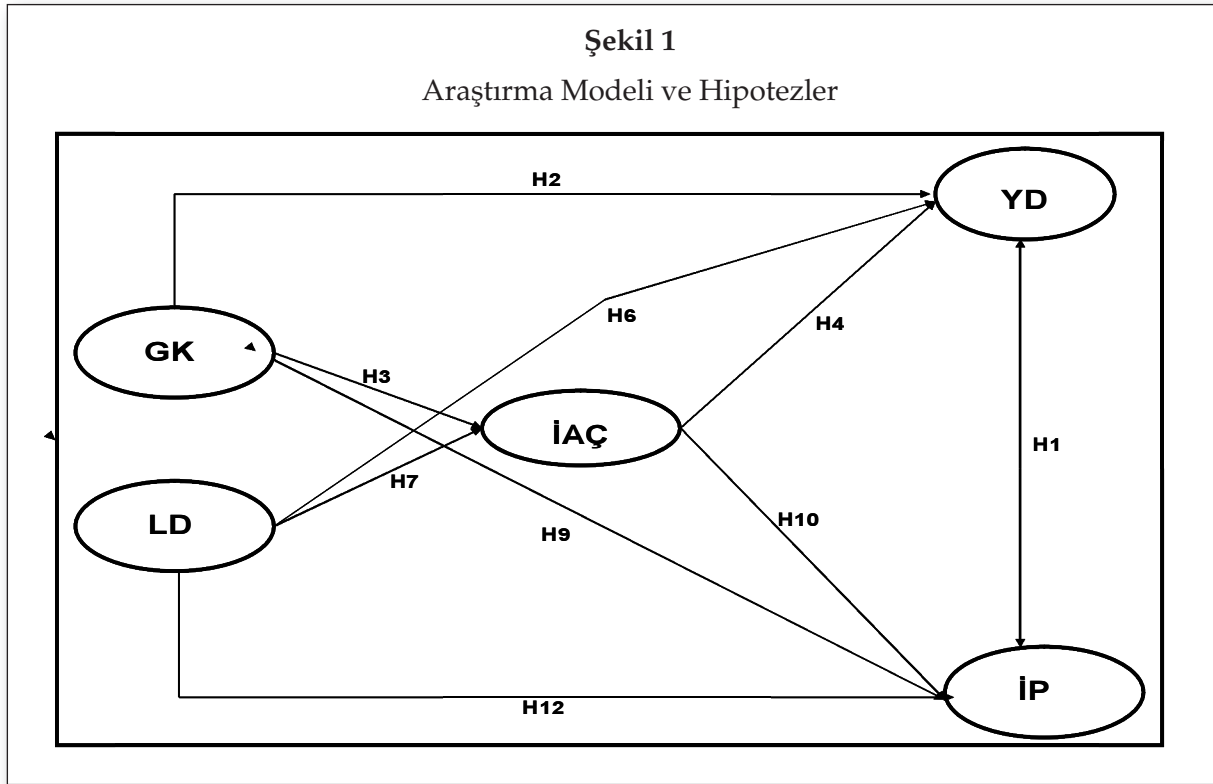 Şekil 1
Araştırma Modeli ve Hipotezler
H2
YD
H6
H4
GK
H3
İAÇ
H1
H7
LD
H9
H10
İP
H12